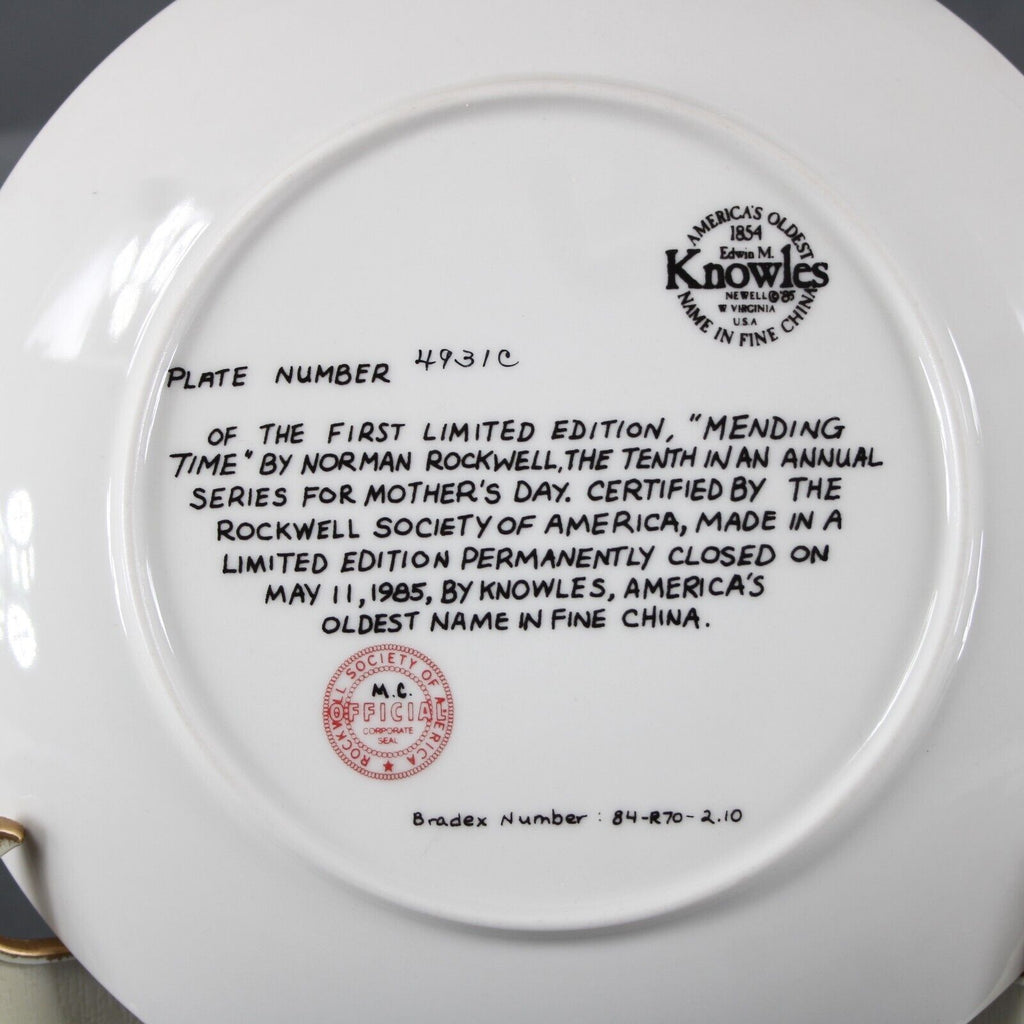 AMERICA'S OLDEST
1854
Edwin M.
Knowles
NEWELL © '85
W VIRGINIA
U.S.A
NAME IN FINE CHINA
PLATE NUMBER 4931C
OF THE FIRST LIMITED EDITION, "MENDING
TIME" BY NORMAN ROCKWELL, THE TENTH IN AN ANNUAL
SERIES FOR MOTHER'S DAY. CERTIFIED BY THE
ROCKWELL SOCIETY OF AMERICA, MADE IN A
LIMITED EDITION PERMANENTLY CLOSED ON
MAY 11, 1985, BY KNOWLES, AMERICA'S
OLDEST NAME IN FINE CHINA.
ROCKWELL SOCIETY OF AMERICA
M.C.
OFFICIAL
CORPORATE
SEAL
Bradex Number: 84-R70-2.10